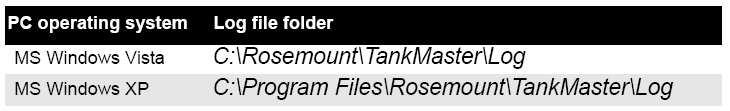 PC operating system Log file folder
MS Windows Vista C:\Rosemount\TankMaster\Log
MS Windows XP C:\Program Files\Rosemount\TankMaster\Log